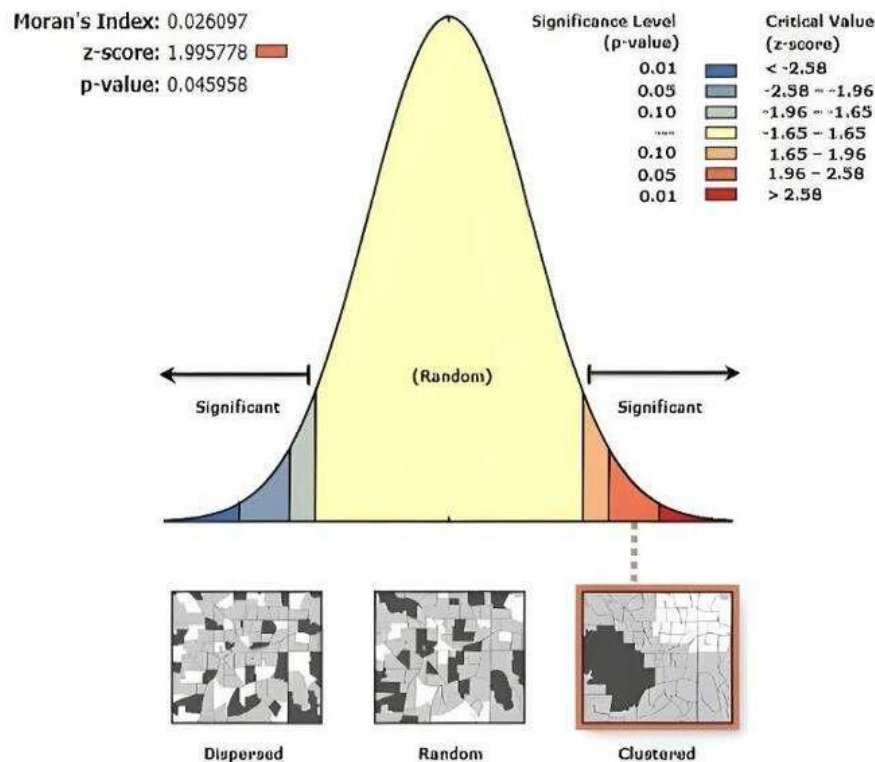 Moran's Index: 0.026097
z-score: 1.995778
p-value: 0.045958
Significance Level
(p-value)
Critical Value
(z-score)
0.01 < -2.58
0.05 -2.58 - -1.96
0.10 -1.96 - -1.65
--- -1.65 - 1.65
0.10 1.65 - 1.96
0.05 1.96 - 2.58
0.01 > 2.58
(Random)
Significant
Significant
Dispersed
Random
Clustered